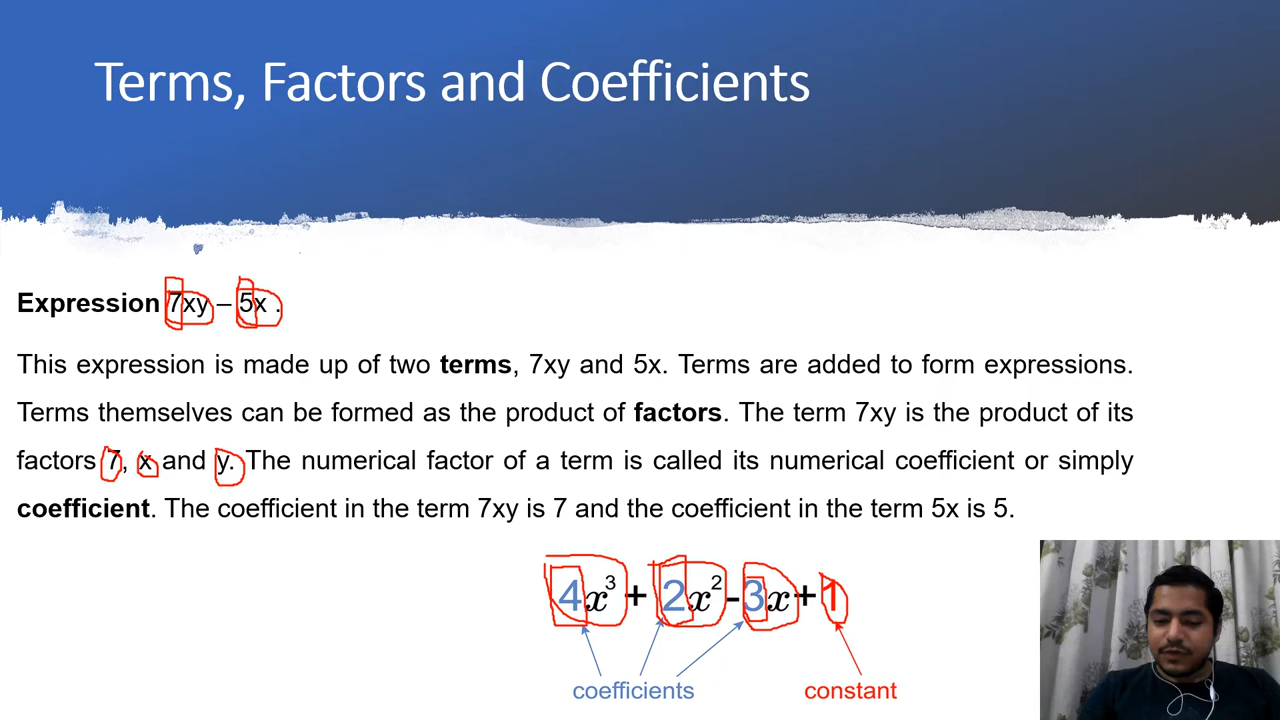 Terms, Factors and Coefficients
Expression 7xy – 5x .
This expression is made up of two terms, 7xy and 5x. Terms are added to form expressions.
Terms themselves can be formed as the product of factors. The term 7xy is the product of its
factors 7, x and y. The numerical factor of a term is called its numerical coefficient or simply
coefficient. The coefficient in the term 7xy is 7 and the coefficient in the term 5x is 5.
4x³ + 2x² - 3x + 1
coefficients constant